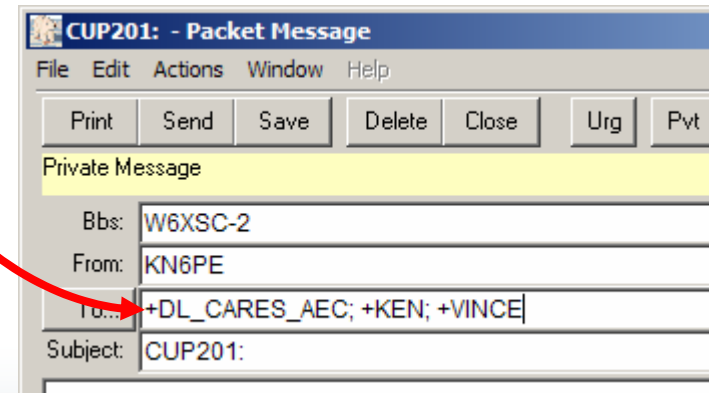 CUP201: - Packet Message
File Edit Actions Window Help
Print Send Save Delete Close Urg Pvt
Private Message
Bbs: W6XSC-2
From: KN6PE
To... +DL_CARES_AEC; +KEN; +VINCE
Subject: CUP201: